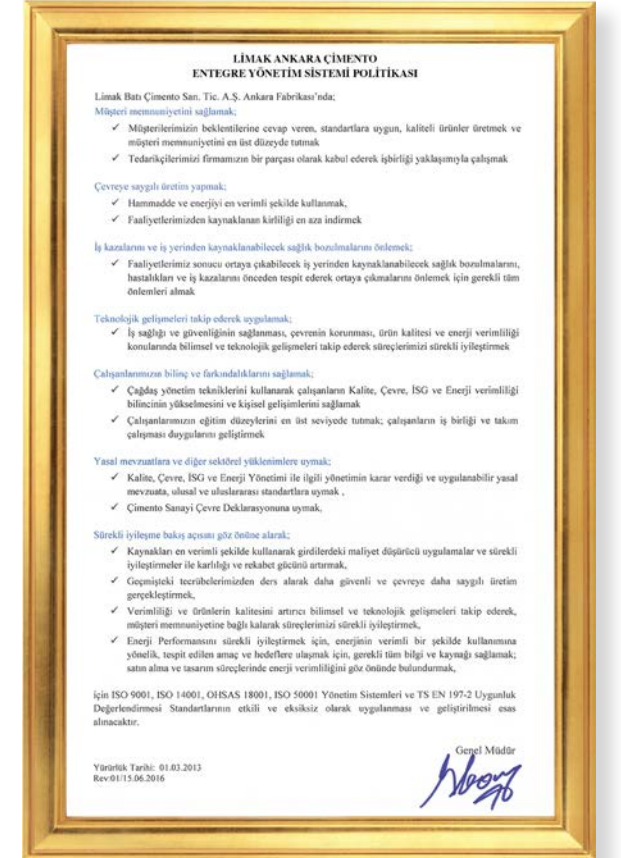 LİMAK ANKARA ÇİMENTO
ENTEGRE YÖNETİM SİSTEMİ POLİTİKASI
Limak Batı Çimento San. Tic. A.Ş. Ankara Fabrikası'nda;
Müşteri memnuniyetini sağlamak;
✓ Müşterilerimizin beklentilerine cevap veren, standartlara uygun, kaliteli ürünler üretmek ve
müşteri memnuniyetini en üst düzeyde tutmak
✓ Tedarikçilerimizi firmamızın bir parçası olarak kabul ederek işbirliği yaklaşımıyla çalışmak
Çevreye saygılı üretim yapmak;
✓ Hammadde ve enerjiyi en verimli şekilde kullanmak,
✓ Faaliyetlerimizden kaynaklanan kirliliği en aza indirmek
İş kazalarını ve iş yerinden kaynaklanabilecek sağlık bozulmalarını önlemek;
✓ Faaliyetlerimiz sonucu ortaya çıkabilecek iş yerinden kaynaklanabilecek sağlık bozulmalarını,
hastalıkları ve iş kazalarını önceden tespit ederek ortaya çıkmalarını önlemek için gerekli tüm
önlemleri almak
Teknolojik gelişmeleri takip ederek uygulamak;
✓ İş sağlığı ve güvenliğinin sağlanması, çevrenin korunması, ürün kalitesi ve enerji verimliliği
konularında bilimsel ve teknolojik gelişmeleri takip ederek süreçlerimizi sürekli iyileştirmek
Çalışanlarımızın bilinç ve farkındalıklarını sağlamak;
✓ Çağdaş yönetim tekniklerini kullanarak çalışanların Kalite, Çevre, İSG ve Enerji verimliliği
bilincinin yükselmesini ve kişisel gelişimlerini sağlamak
✓ Çalışanlarımızın eğitim düzeylerini en üst seviyede tutmak; çalışanların iş birliği ve takım
çalışması duygularını geliştirmek
Yasal mevzuatlara ve diğer sektörel yüklenimlere uymak;
✓ Kalite, Çevre, İSG ve Enerji Yönetimi ile ilgili yönetimin karar verdiği ve uygulanabilir yasal
mevzuata, ulusal ve uluslararası standartlara uymak ,
✓ Çimento Sanayi Çevre Deklarasyonuna uymak,
Sürekli iyileşme bakış açısını göz önüne alarak;
✓ Kaynakları en verimli şekilde kullanarak girdilerdeki maliyet düşürücü uygulamalar ve sürekli
iyileştirmeler ile karlılığı ve rekabet gücünü artırmak,
✓ Geçmişteki tecrübelerimizden ders alarak daha güvenli ve çevreye daha saygılı üretim
gerçekleştirmek,
✓ Verimliliği ve ürünlerin kalitesini artırıcı bilimsel ve teknolojik gelişmeleri takip ederek,
müşteri memnuniyetine bağlı kalarak süreçlerimizi sürekli iyileştirmek,
✓ Enerji Performansını sürekli iyileştirmek için, enerjinin verimli bir şekilde kullanımına
yönelik, tespit edilen amaç ve hedeflere ulaşmak için, gerekli tüm bilgi ve kaynağı sağlamak;
satın alma ve tasarım süreçlerinde enerji verimliliğini göz önünde bulundurmak,
için ISO 9001, ISO 14001, OHSAS 18001, ISO 50001 Yönetim Sistemleri ve TS EN 197-2 Uygunluk
Değerlendirmesi Standartlarının etkili ve eksiksiz olarak uygulanması ve geliştirilmesi esas
alınacaktır.
Genel Müdür
Yürürlük Tarihi: 01.03.2013
Rev:01/15.06.2016